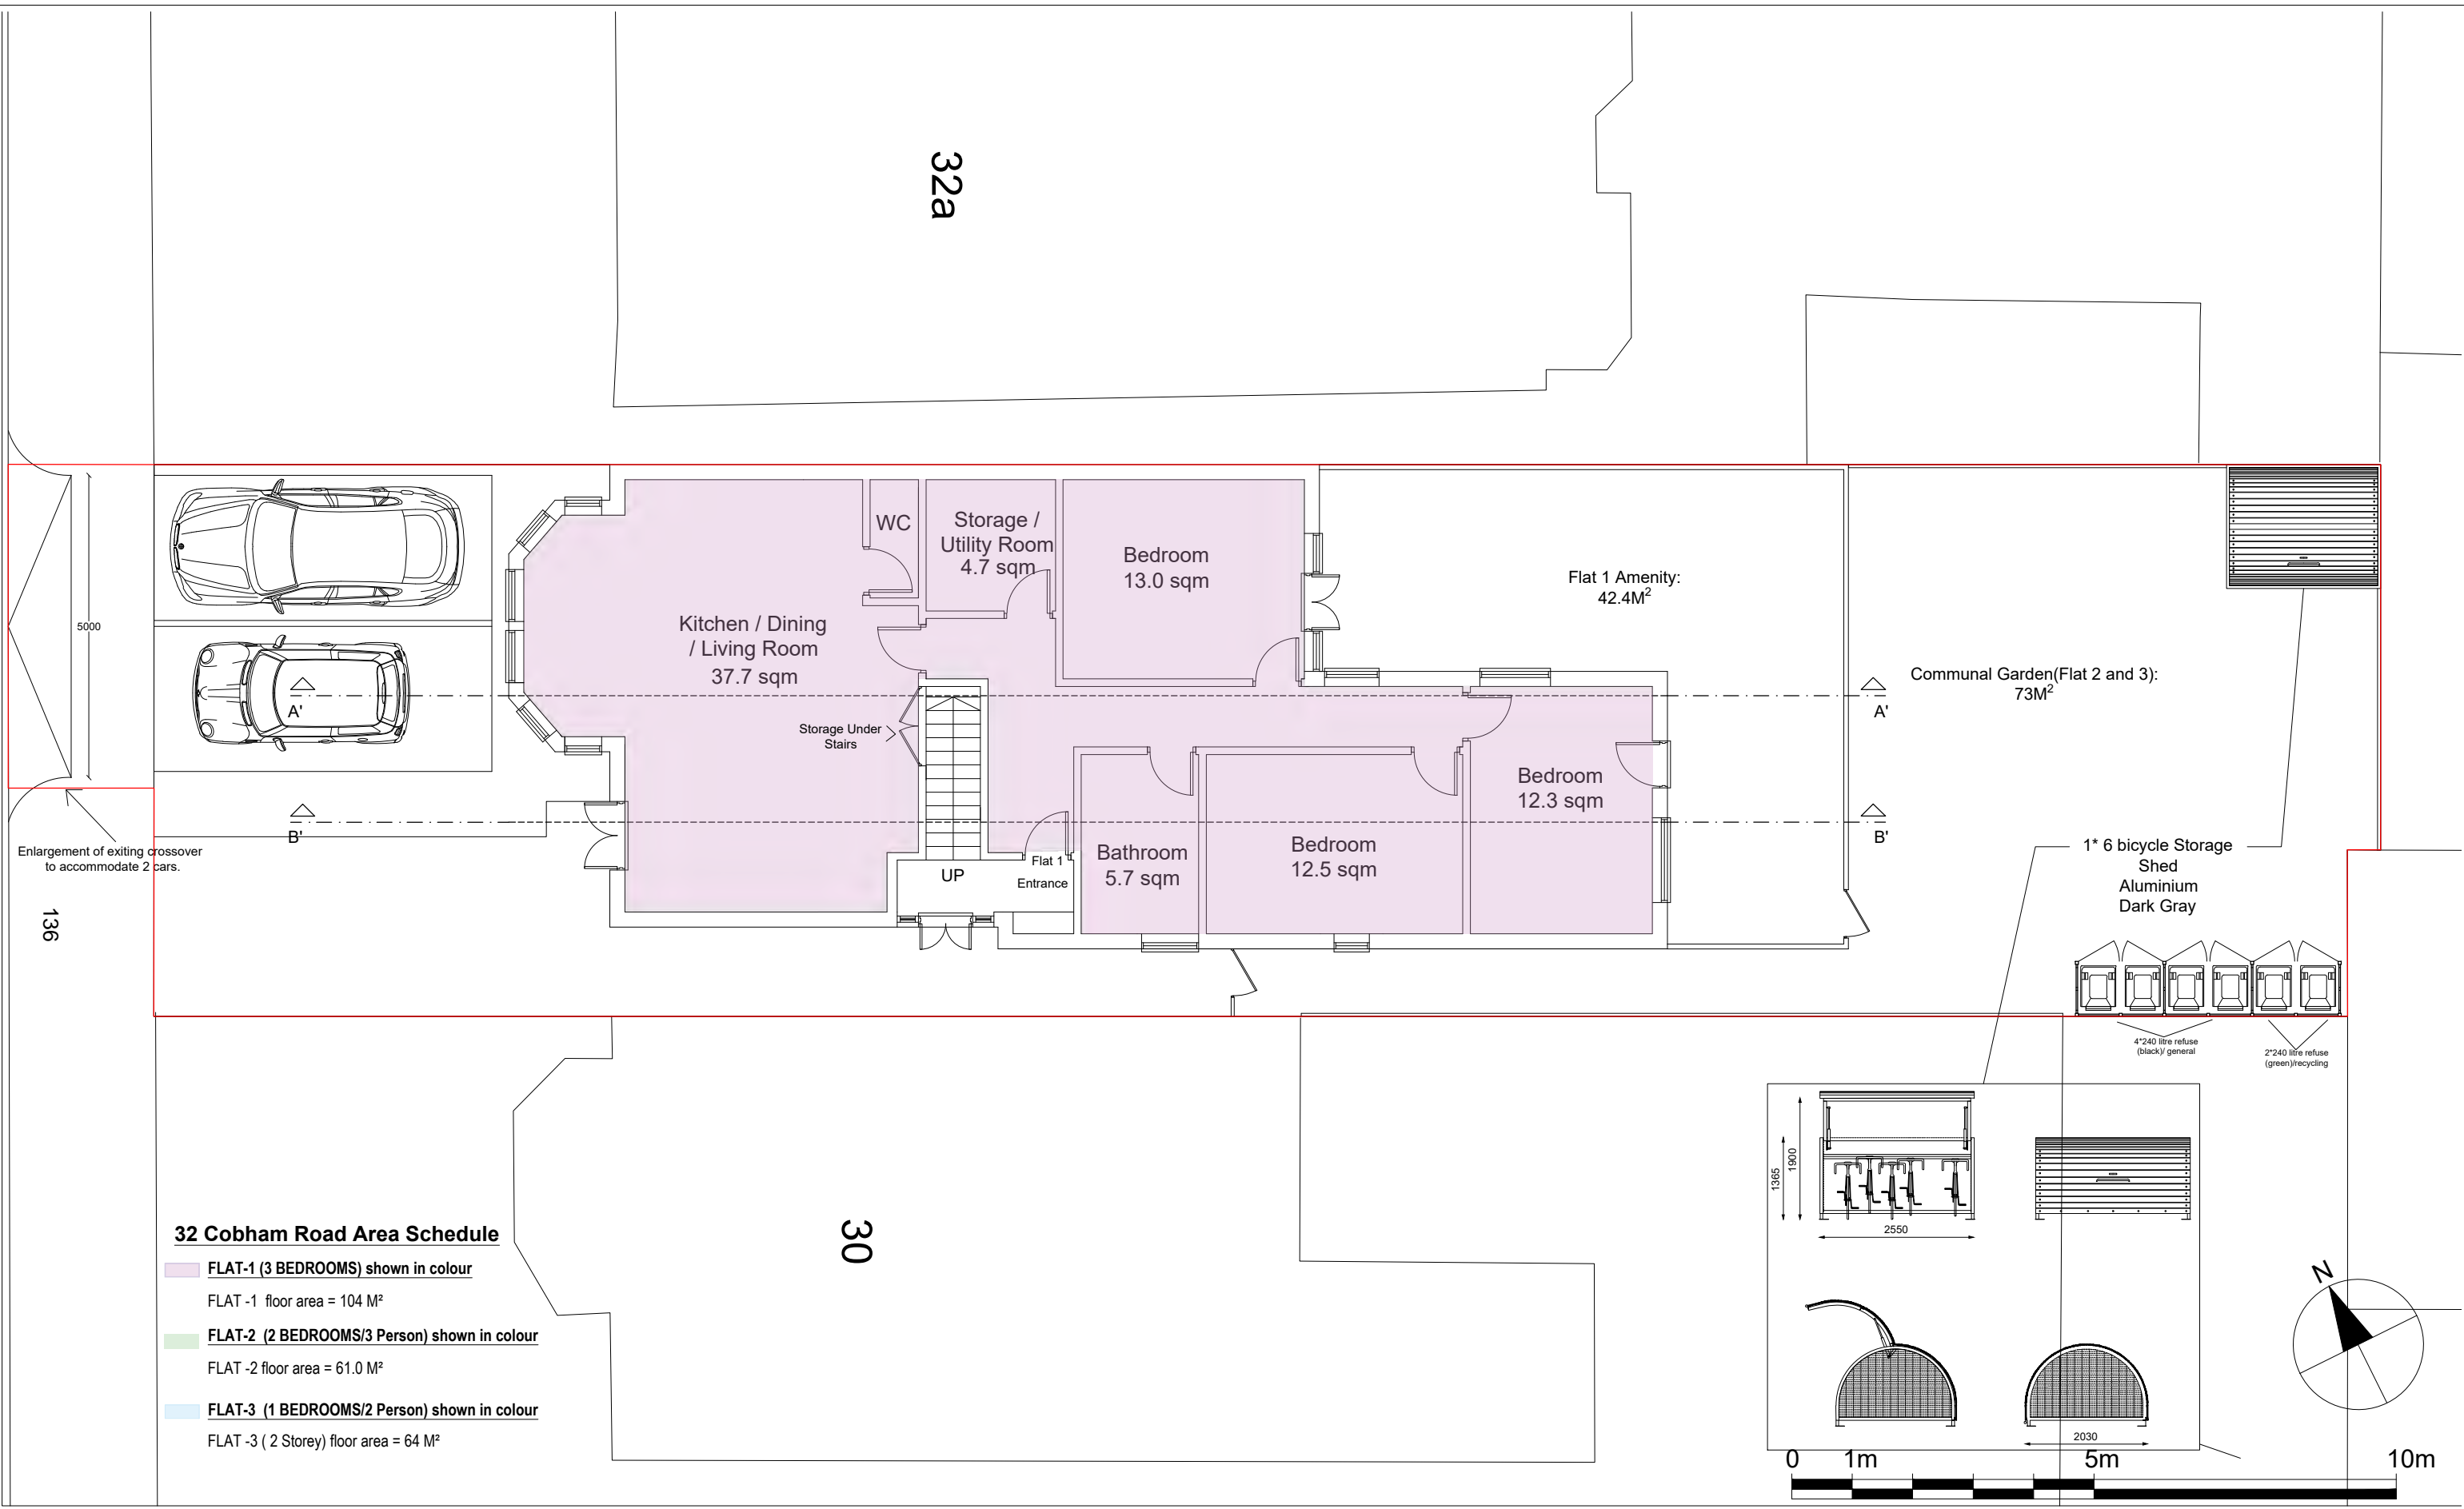 32a
WC
Storage /
Utility Room
4.7 sqm
Bedroom
13.0 sqm
Flat 1 Amenity:
42.4M²
Kitchen / Dining
/ Living Room
37.7 sqm
5000
Communal Garden(Flat 2 and 3):
73M²
A'
A'
Storage Under
Stairs
Bedroom
12.3 sqm
B'
B'
Enlargement of exiting crossover
to accommodate 2 cars.
Bathroom
5.7 sqm
Bedroom
12.5 sqm
Flat 1
Entrance
UP
1* 6 bicycle Storage
Shed
Aluminium
Dark Gray
136
4*240 litre refuse
(black)/ general
2*240 litre refuse
(green)/recycling
30
1365
1900
2550
2030
N
32 Cobham Road Area Schedule
FLAT-1 (3 BEDROOMS) shown in colour
FLAT -1 floor area = 104 M²
FLAT-2 (2 BEDROOMS/3 Person) shown in colour
FLAT -2 floor area = 61.0 M²
FLAT-3 (1 BEDROOMS/2 Person) shown in colour
FLAT -3 ( 2 Storey) floor area = 64 M²
0 1m 5m 10m